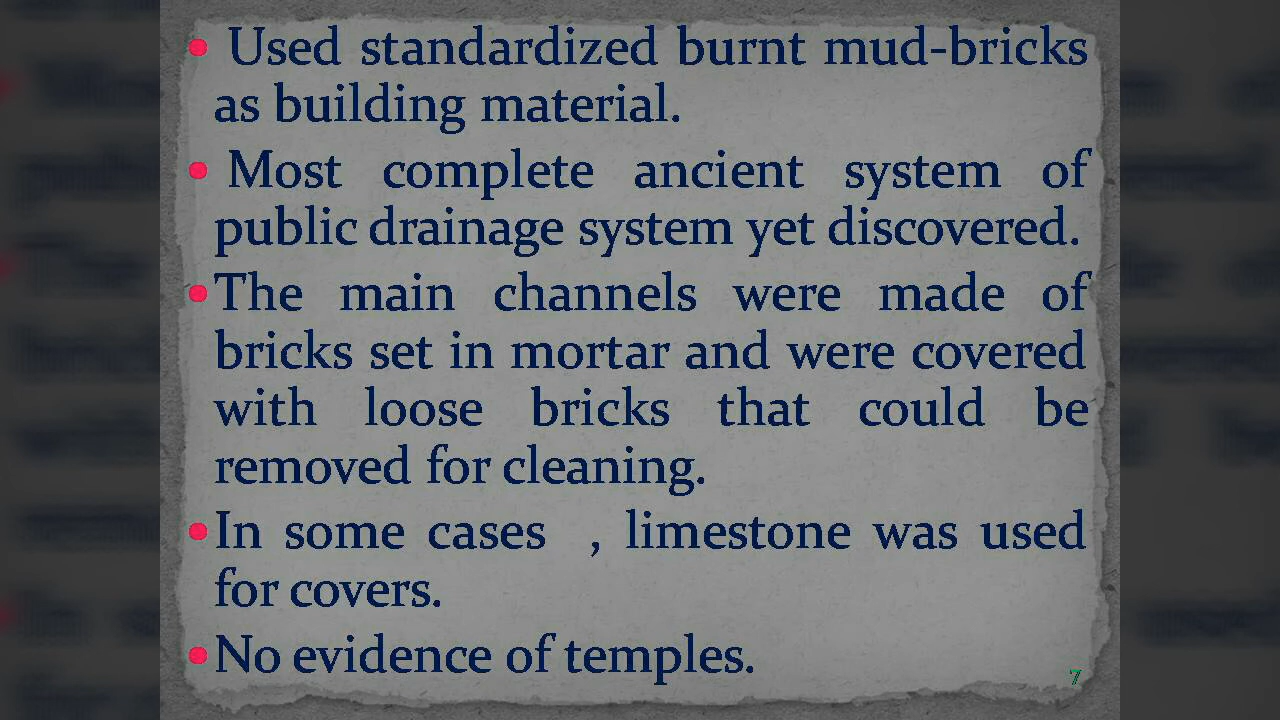 • Used standardized burnt mud-bricks
as building material.
• Most complete ancient system of
public drainage system yet discovered.
• The main channels were made of
bricks set in mortar and were covered
with loose bricks that could be
removed for cleaning.
• In some cases , limestone was used
for covers.
• No evidence of temples.
7